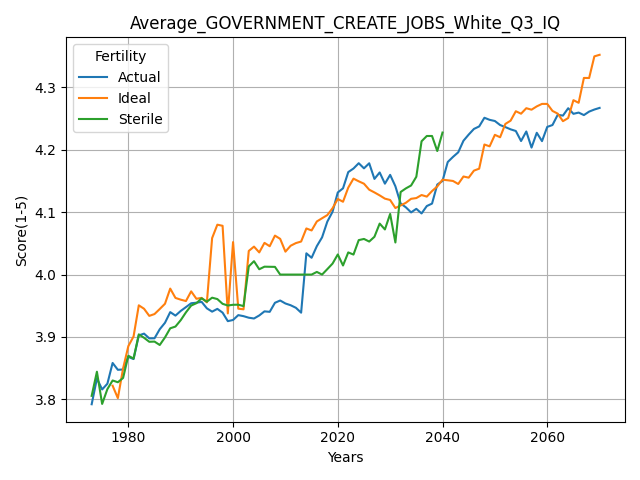 Average_GOVERNMENT_CREATE_JOBS_White_Q3_IQ
Fertility
Actual
Ideal
Sterile
4.3
4.2
4.1
4.0
3.9
3.8
Score(1-5)
1980
2000
2020
2040
2060
Years